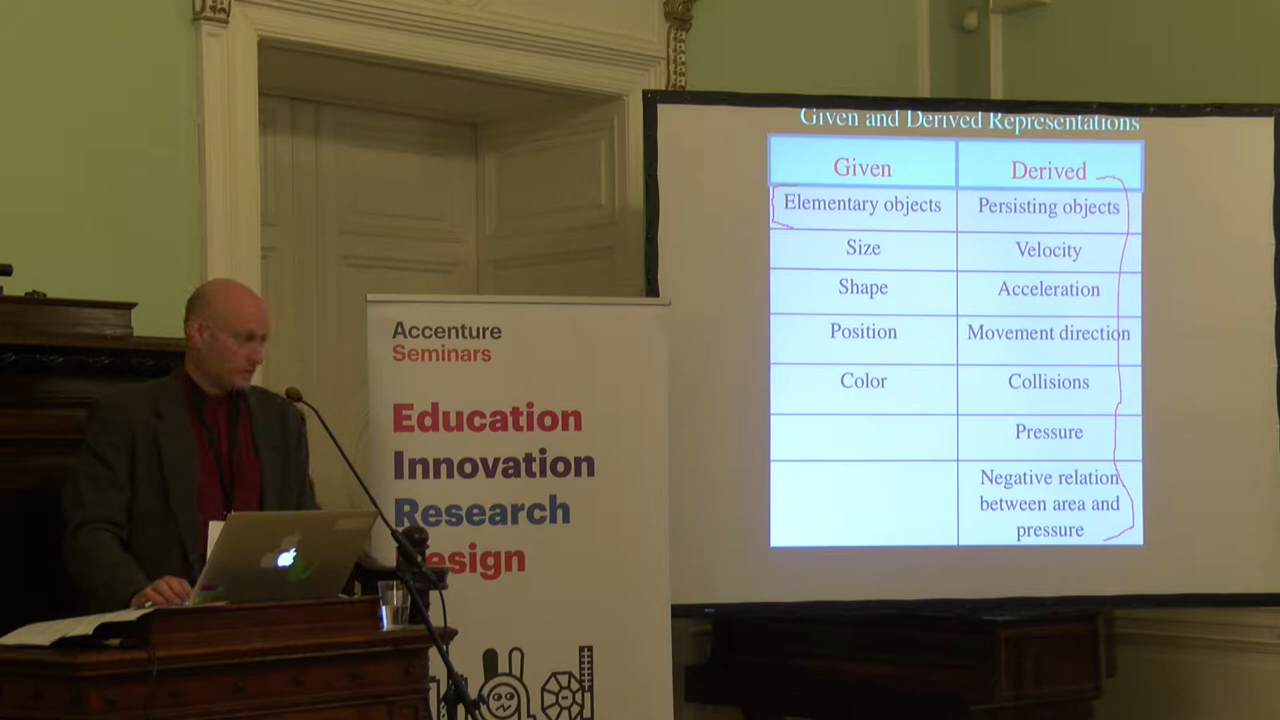 Given and Derived Representations
Given Derived
Elementary objects Persisting objects
Size Velocity
Shape Acceleration
Position Movement direction
Color Collisions
Pressure
Negative relation
between area and
pressure
Accenture
Seminars
Education
Innovation
Research
Design